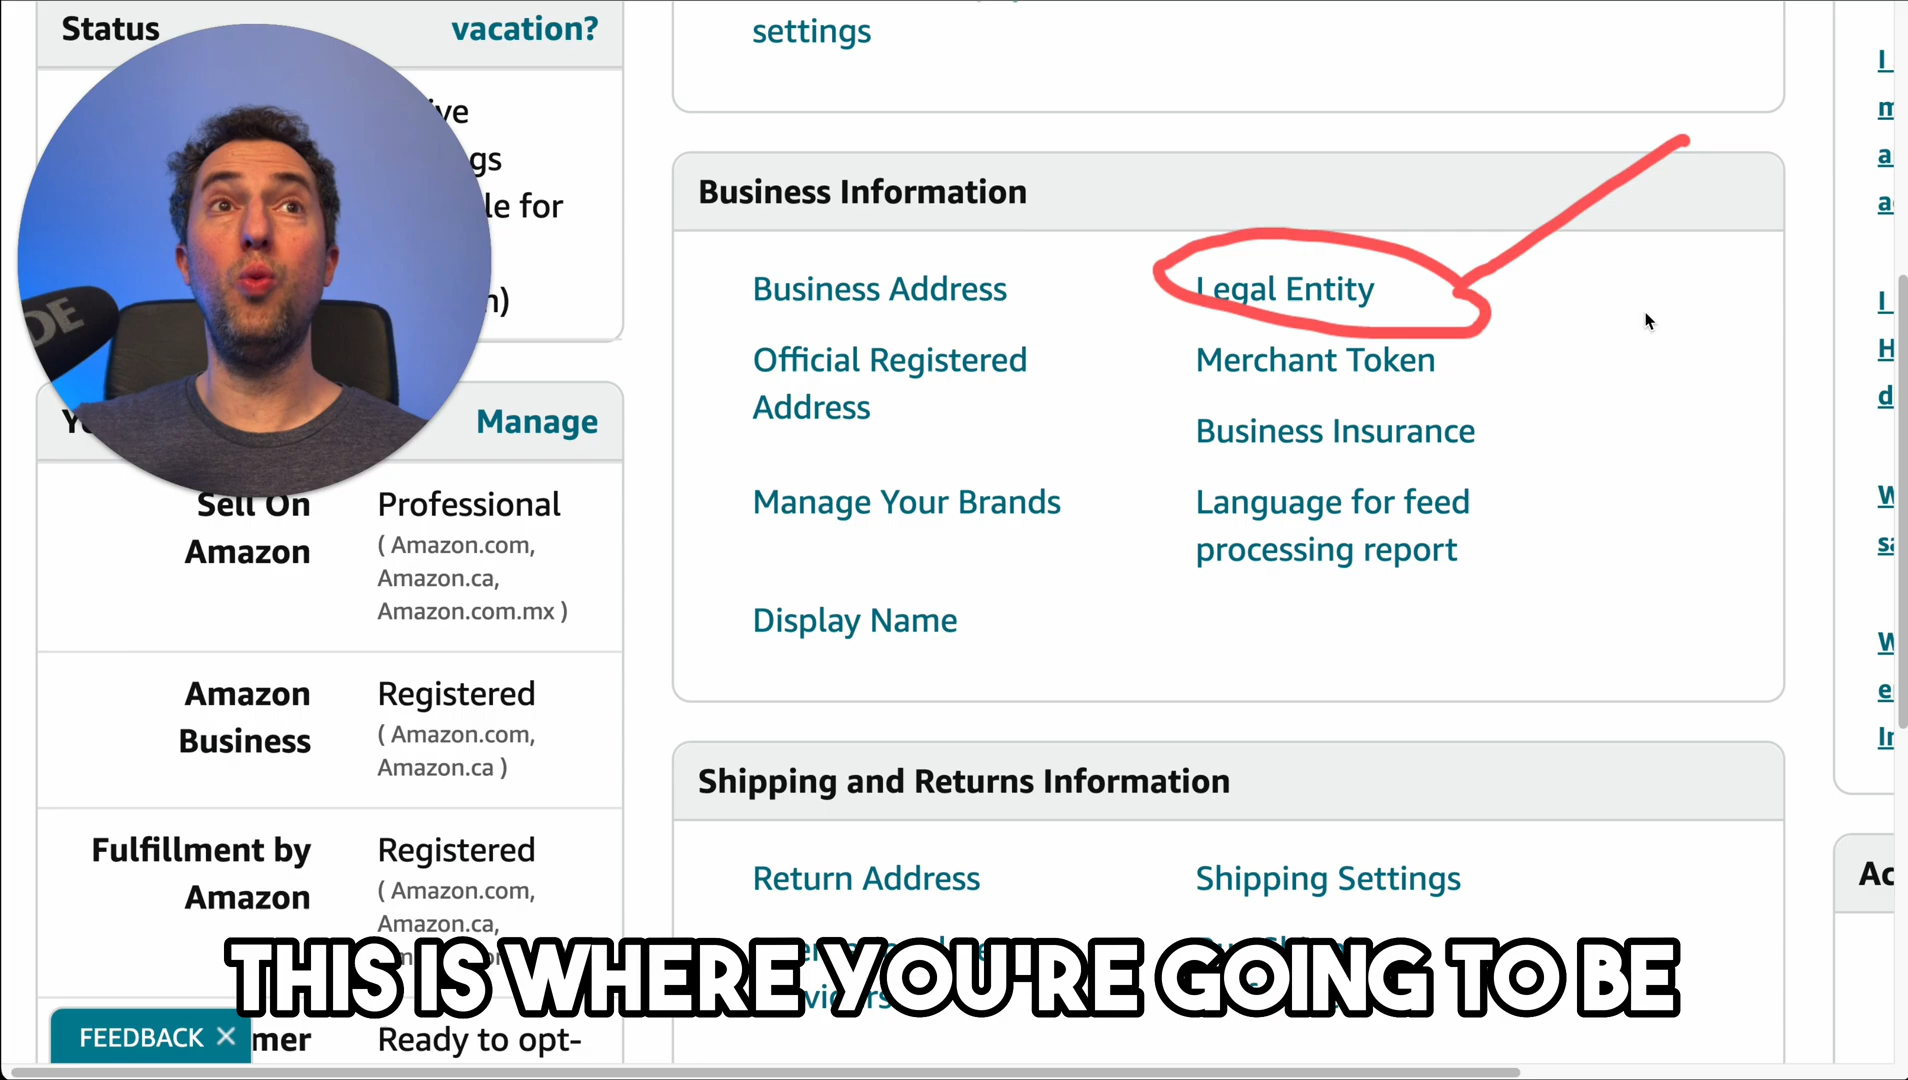 Status
vacation?
settings
Business Information
Business Address
Legal Entity
Official Registered
Address
Merchant Token
Business Insurance
Manage Your Brands
Language for feed
processing report
Display Name
Manage
Sell On
Amazon
Professional
( Amazon.com,
Amazon.ca,
Amazon.com.mx )
Amazon
Business
Registered
( Amazon.com,
Amazon.ca )
Fulfillment by
Amazon
Registered
( Amazon.com,
Amazon.ca,
Shipping and Returns Information
Return Address
Shipping Settings
THIS IS WHERE YOU'RE GOING TO BE
FEEDBACK ×
Ready to opt-